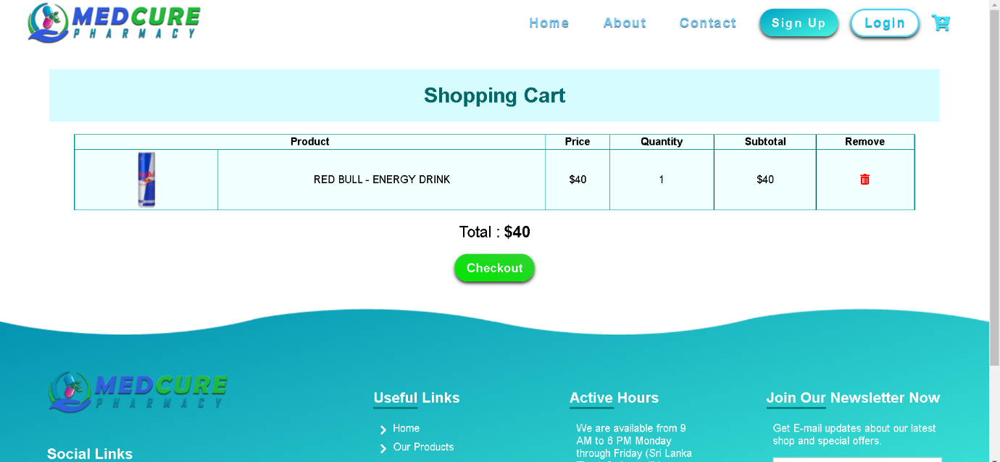 MEDCURE
PHARMACY
Home About Contact Sign Up Login
Shopping Cart
Product Price Quantity Subtotal Remove
RED BULL - ENERGY DRINK $40 1 $40
Total : $40
Checkout
MEDCURE
PHARMACY
Social Links
Useful Links
Home
Our Products
Active Hours
We are available from 9
AM to 6 PM Monday
through Friday (Sri Lanka
Join Our Newsletter Now
Get E-mail updates about our latest
shop and special offers.